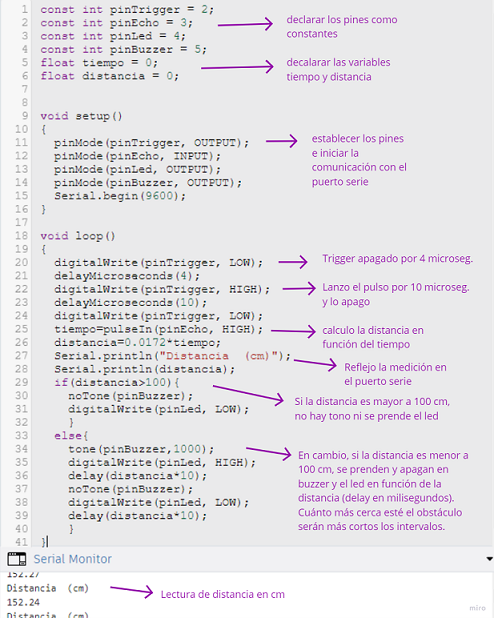 1 const int pinTrigger = 2;
2 const int pinEcho = 3;
3 const int pinLed = 4;
4 const int pinBuzzer = 5;
5 float tiempo = 0;
6 float distancia = 0;
7
8
9 void setup()
10 {
11 pinMode(pinTrigger, OUTPUT);
12 pinMode(pinEcho, INPUT);
13 pinMode(pinLed, OUTPUT);
14 pinMode(pinBuzzer, OUTPUT);
15 Serial.begin(9600);
16 }
17
18 void loop()
19 {
20 digitalWrite(pinTrigger, LOW);
21 delayMicroseconds(4);
22 digitalWrite(pinTrigger, HIGH);
23 delayMicroseconds(10);
24 digitalWrite(pinTrigger, LOW);
25 tiempo=pulseIn(pinEcho, HIGH);
26 distancia=0.0172*tiempo;
27 Serial.println("Distancia (cm)");
28 Serial.println(distancia);
29 if(distancia>100){
30 noTone(pinBuzzer);
31 digitalWrite(pinLed, LOW);
32 }
33 else{
34 tone(pinBuzzer,1000);
35 digitalWrite(pinLed, HIGH);
36 delay(distancia*10);
37 noTone(pinBuzzer);
38 digitalWrite(pinLed, LOW);
39 delay(distancia*10);
40 }
41 }
declarar los pines como
constantes
decalarar las variables
tiempo y distancia
establecer los pines
e iniciar la
comunicación con el
puerto serie
Trigger apagado por 4 microseg.
Lanzo el pulso por 10 microseg.
y lo apago
calculo la distancia en
función del tiempo
Reflejo la medición en
el puerto serie
Si la distancia es mayor a 100 cm,
no hay tono ni se prende el led
En cambio, si la distancia es menor a
100 cm, se prenden y apagan en
buzzer y el led en función de la
distancia (delay en milisegundos).
Cuánto más cerca esté el obstáculo
serán más cortos los intervalos.
Serial Monitor
152.27
Distancia (cm)
152.24
Distancia (cm)
Lectura de distancia en cm
miro